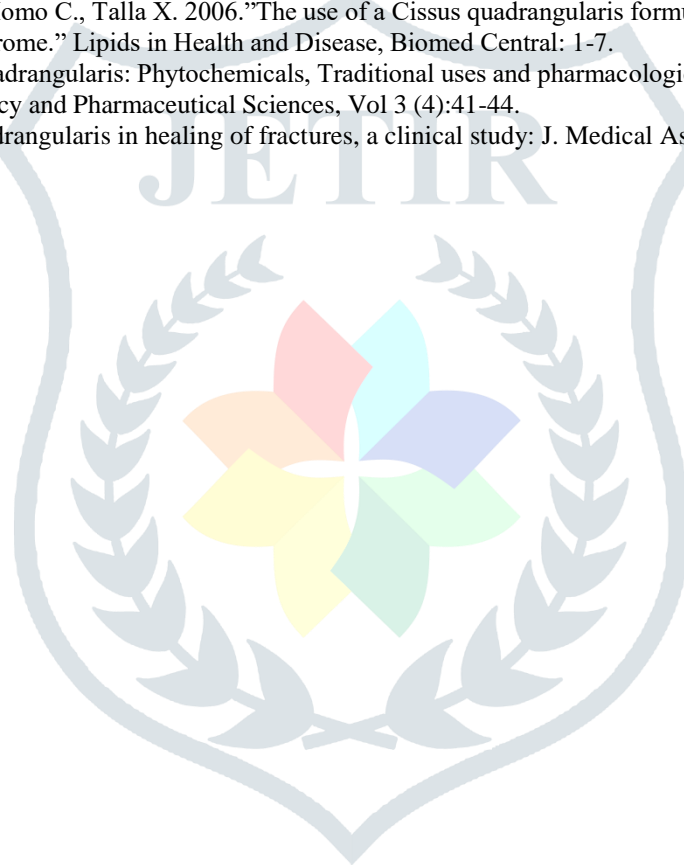 omo C., Talla X. 2006.”The use of a Cissus quadrangularis formu
rome.” Lipids in Health and Disease, Biomed Central: 1-7.
adrangularis: Phytochemicals, Traditional uses and pharmacologi
cy and Pharmaceutical Sciences, Vol 3 (4):41-44.
drangularis in healing of fractures, a clinical study: J. Medical As
JETIR